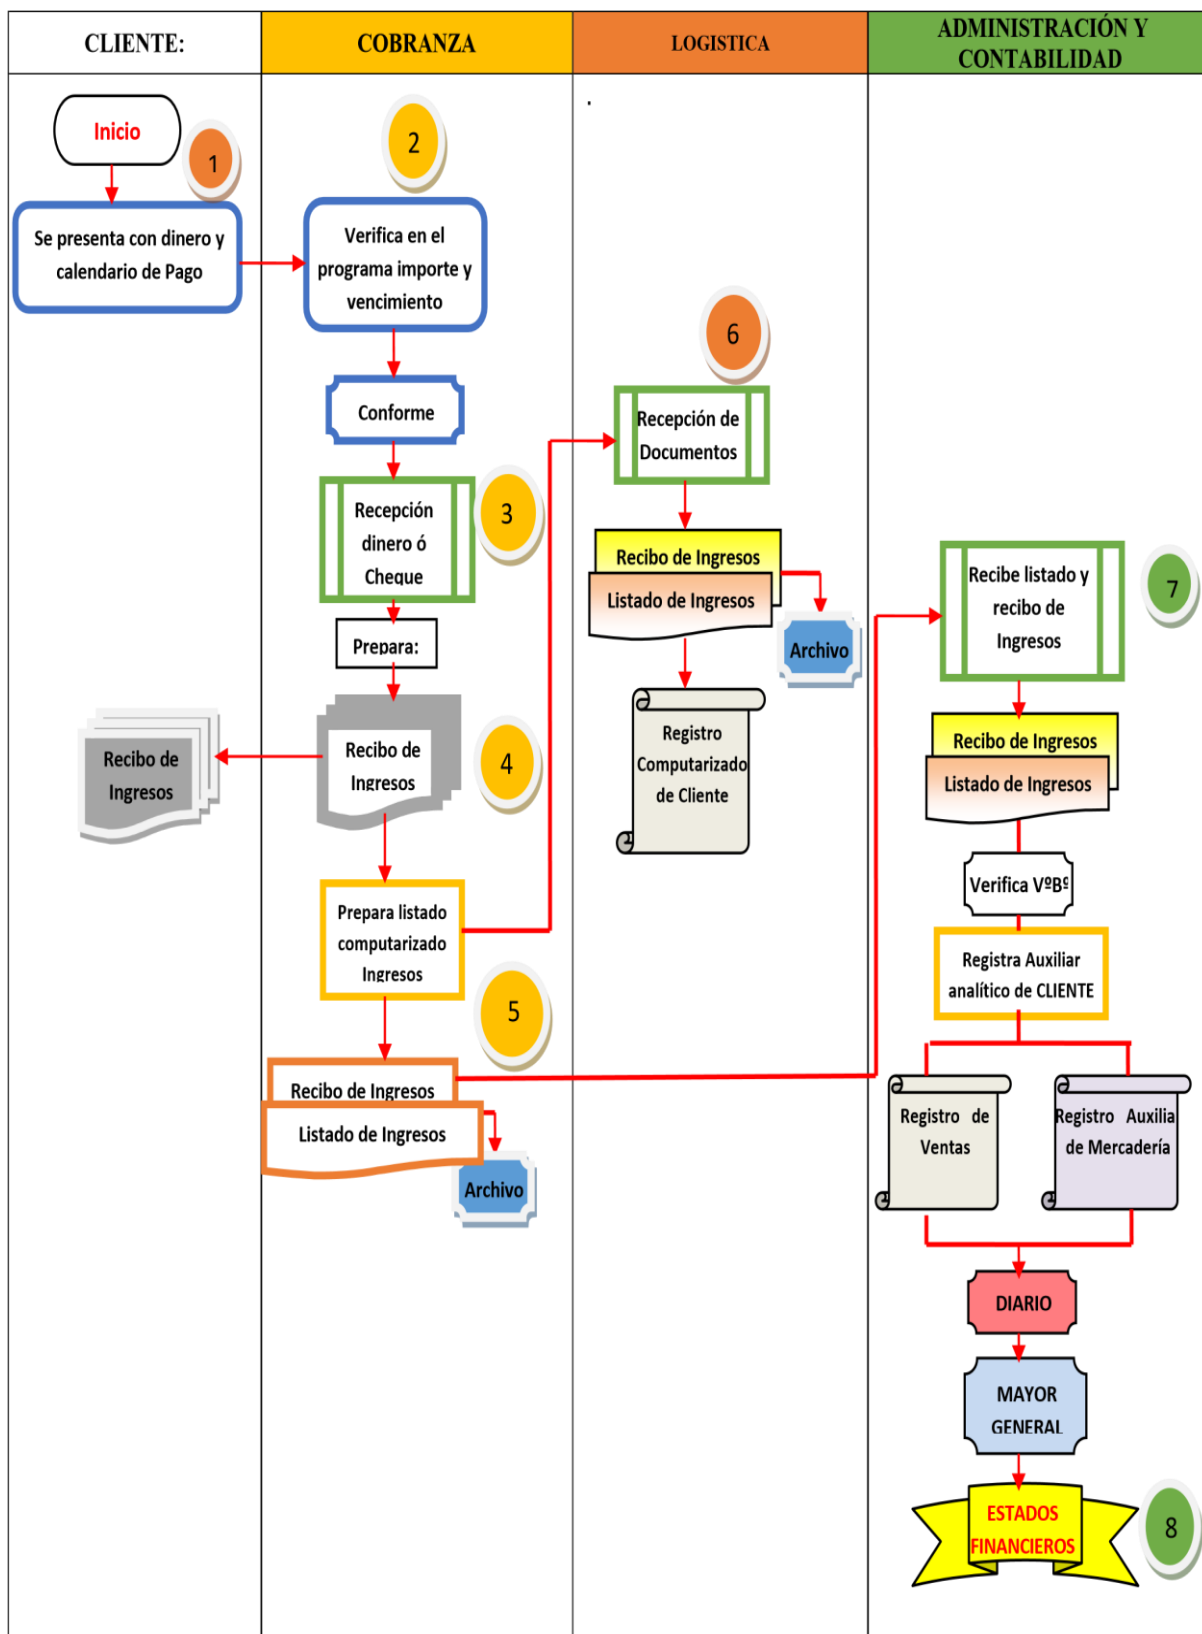 CLIENTE:
COBRANZA
LOGISTICA
ADMINISTRACIÓN Y
CONTABILIDAD
Inicio
1
Se presenta con dinero y
calendario de Pago
2
Verifica en el
programa importe y
vencimiento
Conforme
3
Recepción
dinero ó
Cheque
Prepara:
4
Recibo de
Ingresos
Recibo de
Ingresos
Prepara listado
computarizado
Ingresos
5
Recibo de Ingresos
Listado de Ingresos
Archivo
.
6
Recepción de
Documentos
Recibo de Ingresos
Listado de Ingresos
Archivo
Registro
Computarizado
de Cliente
7
Recibe listado y
recibo de
Ingresos
Recibo de Ingresos
Listado de Ingresos
Verifica VºBº
Registra Auxiliar
analítico de CLIENTE
Registro de
Ventas
Registro Auxilia
de Mercadería
DIARIO
MAYOR
GENERAL
ESTADOS
FINANCIEROS
8